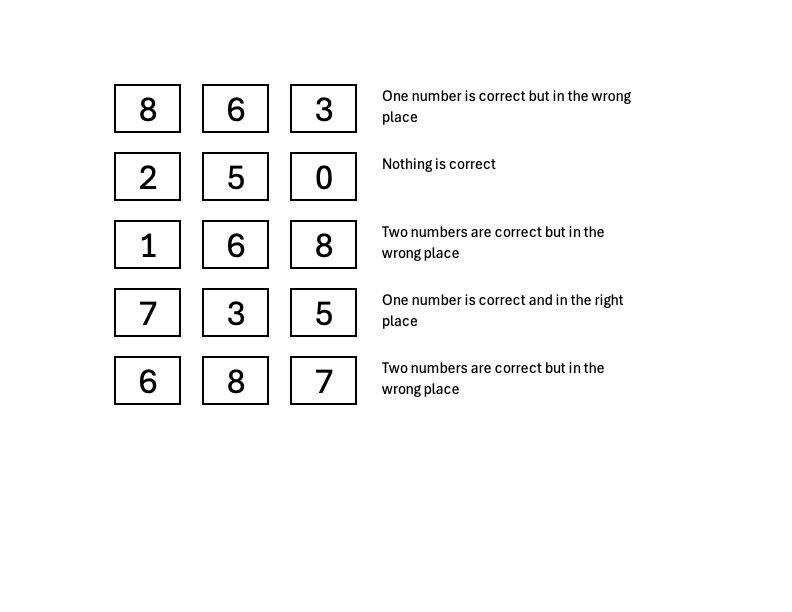 8 6 3 One number is correct but in the wrong
place
2 5 0 Nothing is correct
1 6 8 Two numbers are correct but in the
wrong place
7 3 5 One number is correct and in the right
place
6 8 7 Two numbers are correct but in the
wrong place